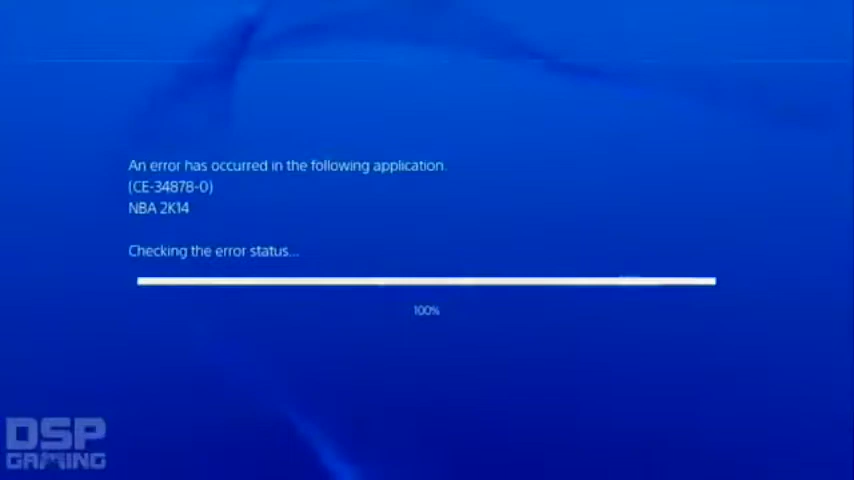 An error has occurred in the following application.
(CE-34878-0)
NBA 2K14
Checking the error status...
100%
DSP
GAMING